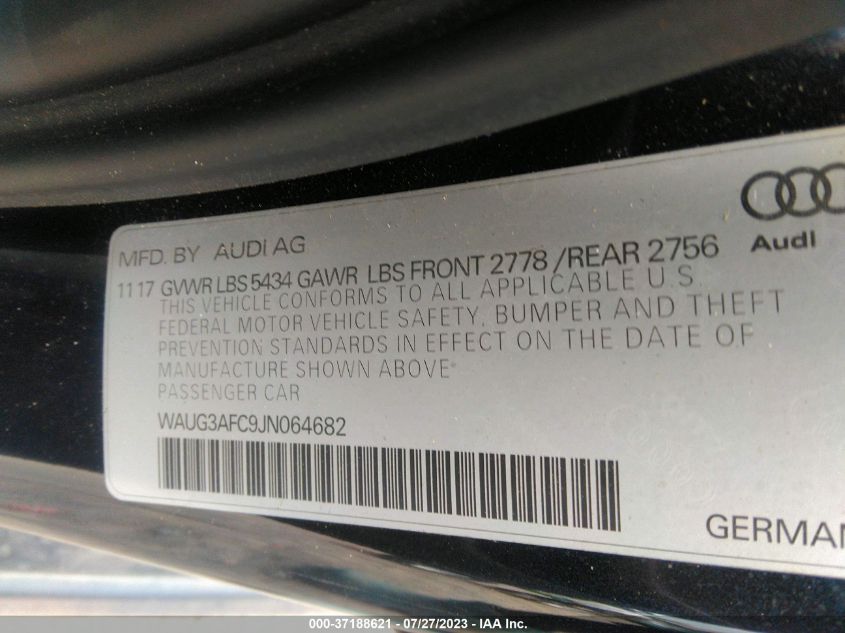 MFD. BY AUDI AG
Audi
11 17 GVWR LBS 5434 GAWR LBS FRONT 2778 /REAR 2756
THIS VEHICLE CONFORMS TO ALL APPLICABLE U.S.
FEDERAL MOTOR VEHICLE SAFETY, BUMPER AND THEFT
PREVENTION STANDARDS IN EFFECT ON THE DATE OF
MANUFACTURE SHOWN ABOVE
PASSENGER CAR
WAUG3AFC9JN064682
GERMAN
000-37188621 - 07/27/2023 - IAA, Inc.